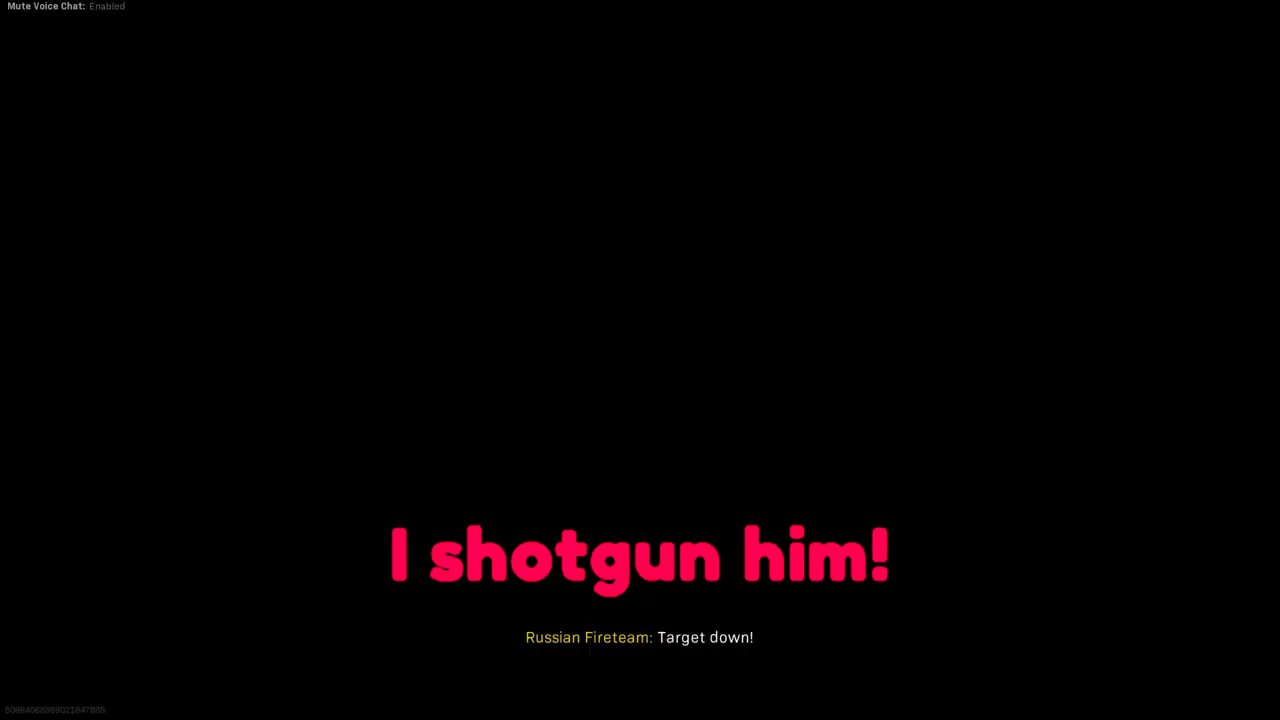 Mute Voice Chat: Enabled
I shotgun him!
Russian Fireteam: Target down!